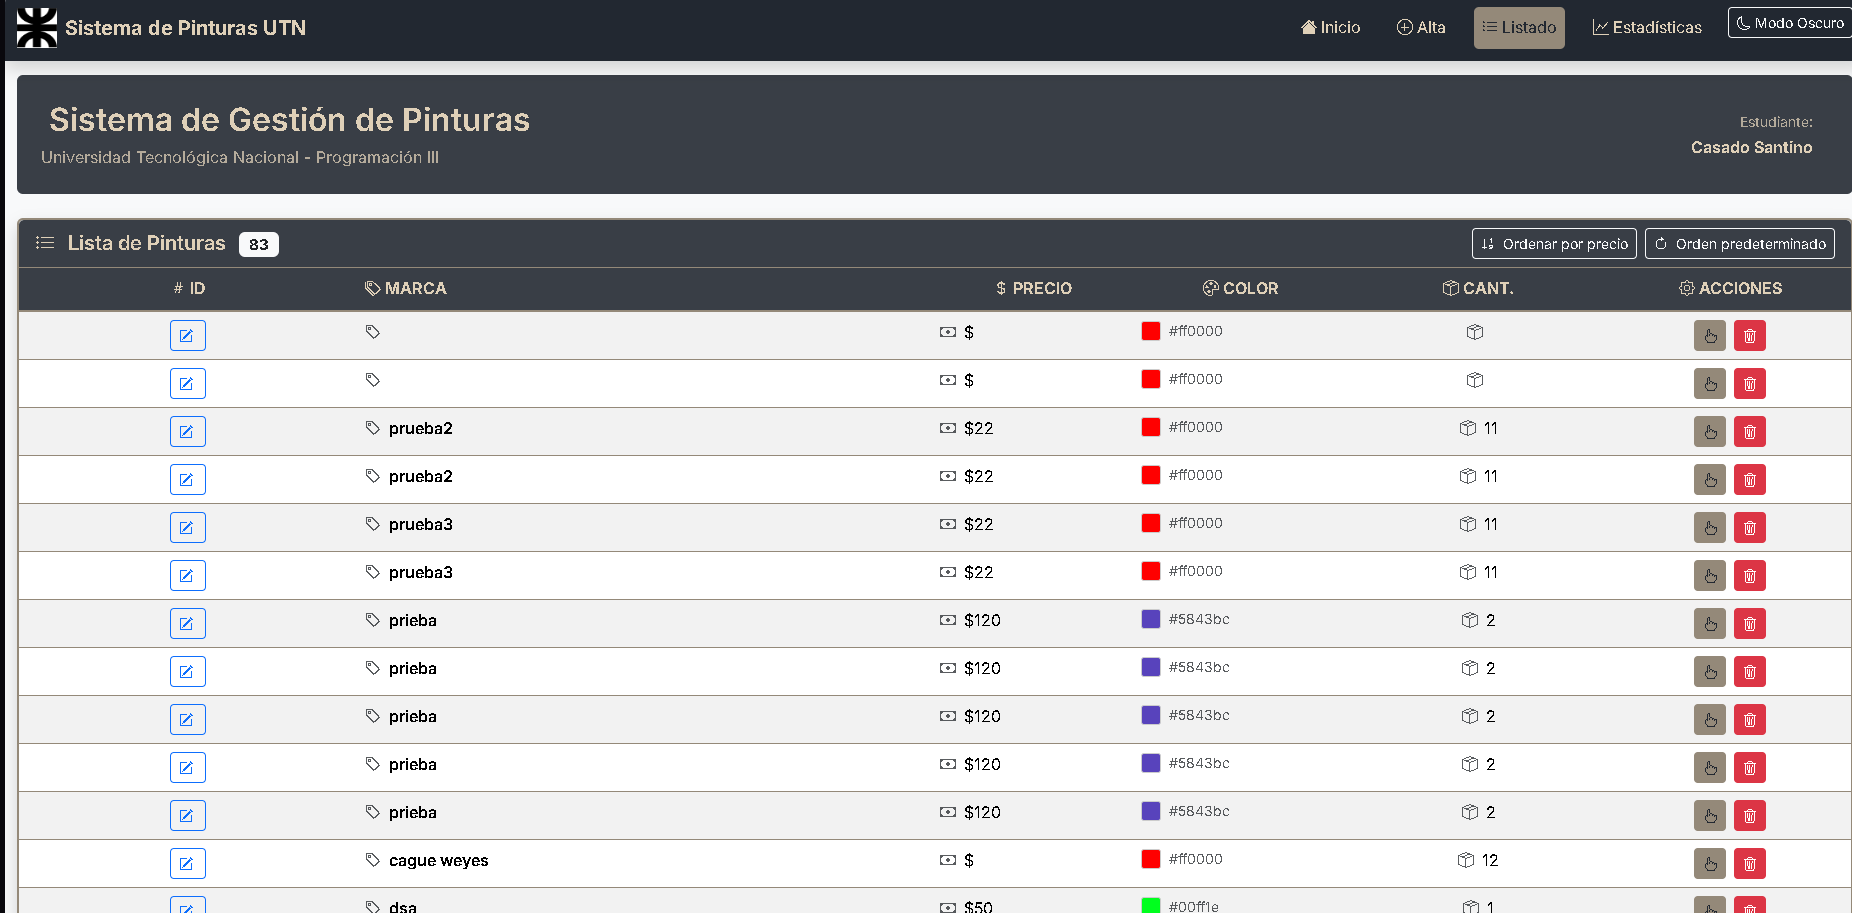 Sistema de Pinturas UTN
Inicio
Alta
Listado
Estadísticas
Modo Oscuro
Sistema de Gestión de Pinturas
Universidad Tecnológica Nacional - Programación III
Estudiante:
Casado Santino
Lista de Pinturas 83
Ordenar por precio
Orden predeterminado
# ID MARCA $ PRECIO COLOR CANT. ACCIONES
$ #ff0000
$ #ff0000
prueba2 $22 #ff0000 11
prueba2 $22 #ff0000 11
prueba3 $22 #ff0000 11
prueba3 $22 #ff0000 11
prieba $120 #5843bc 2
prieba $120 #5843bc 2
prieba $120 #5843bc 2
prieba $120 #5843bc 2
prieba $120 #5843bc 2
cague weyes $ #ff0000 12
dsa $50 #00ff1e 1